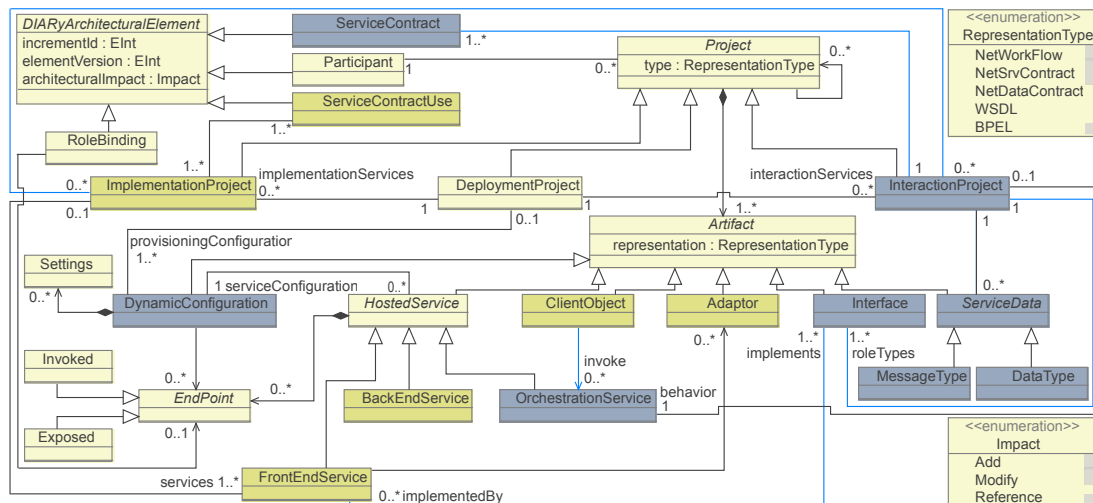 DIARyArchitecturalElement
incrementId : EInt
elementVersion : EInt
architecturalImpact : Impact
ServiceContract
1..*
Participant
1
0..*
ServiceContractUse
1..*
RoleBinding
Project
type : RepresentationType
0..*
<<enumeration>>
RepresentationType
NetWorkFlow
NetSrvContract
NetDataContract
WSDL
BPEL
1..*
implementationServices
interactionServices
1
0..*
0..*
ImplementationProject
0..*
DeploymentProject
0..*
InteractionProject
0..1
0..1
1
1
1
1
0..1
provisioningConfiguratior
1..*
1..*
Artifact
representation : RepresentationType
Settings
0..*
1 serviceConfiguration
0..*
DynamicConfiguration
HostedService
ClientObject
Adaptor
Interface
0..*
ServiceData
0..*
1..*
1..*
implements
roleTypes
Invoked
0..*
0..*
invoke
0..*
MessageType
DataType
EndPoint
BackEndService
OrchestrationService
behavior
1
Exposed
0..1
<<enumeration>>
Impact
Add
Modify
Reference
services 1..*
FrontEndService
0..* implementedBy